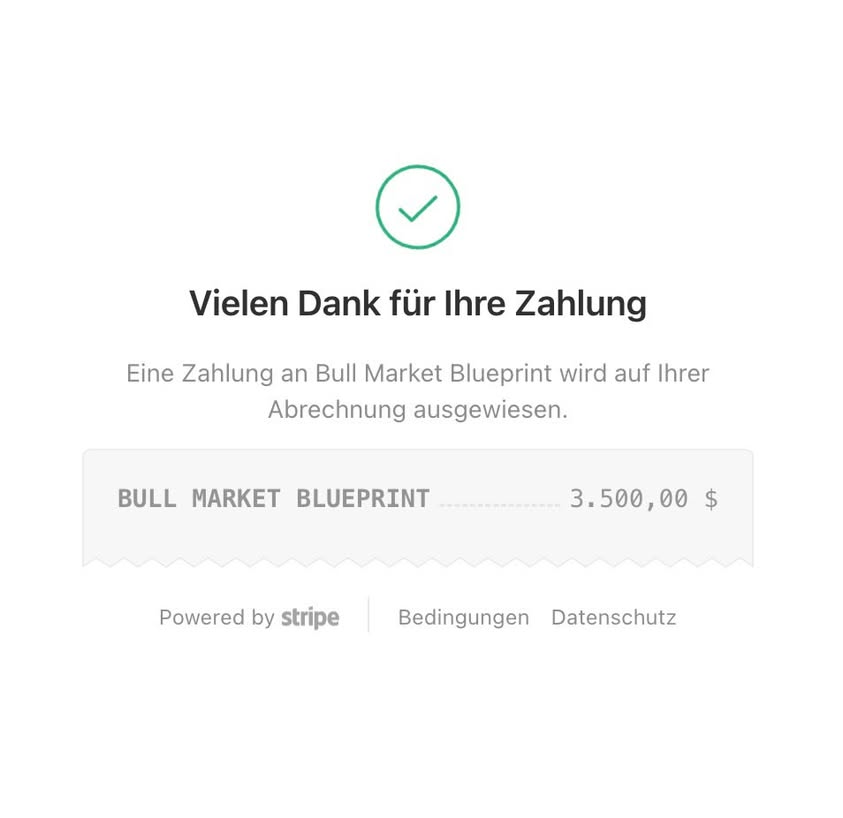 Vielen Dank für Ihre Zahlung
Eine Zahlung an Bull Market Blueprint wird auf Ihrer
Abrechnung ausgewiesen.
BULL MARKET BLUEPRINT 3.500,00 $
Powered by stripe Bedingungen Datenschutz